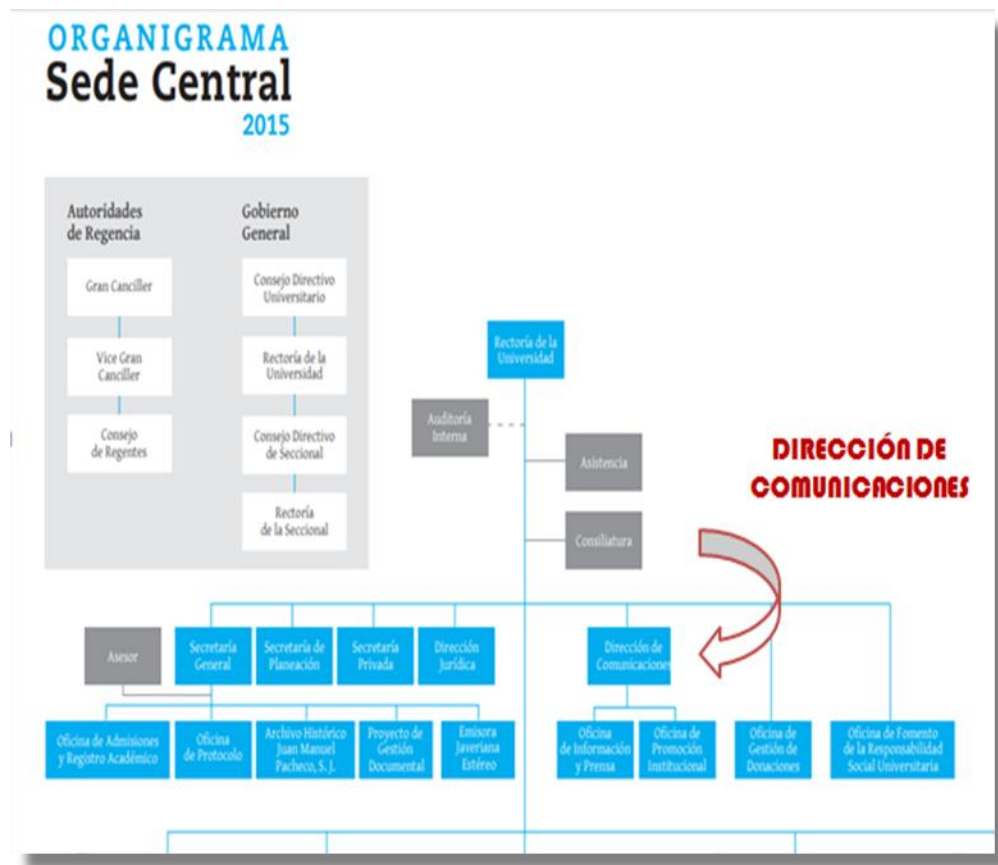 ORGANIGRAMA
Sede Central
2015
Autoridades
de Regencia
Gran Canciller
Vice Gran
Canciller
Consejo
de Regentes
Gobierno
General
Consejo Directivo
Universitario
Rectoría de la
Universidad
Consejo Directivo
de Seccional
Rectoría
de la Seccional
Rectoría de la
Universidad
Auditoría
Interna
Asistencia
Consiliatura
DIRECCIÓN DE
COMUNICACIONES
Asesor
Secretaría
General
Secretaría de
Planeación
Secretaría
Privada
Dirección
Jurídica
Dirección de
Comunicaciones
Oficina de Admisiones
y Registro Académico
Oficina
de Protocolo
Archivo Histórico
Juan Manuel
Pacheco, S. J.
Proyecto de
Gestión
Documental
Emisora
Javeriana
Estéreo
Oficina
de Información
y Prensa
Oficina de
Promoción
Institucional
Oficina de
Gestión de
Donaciones
Oficina de Fomento
de la Responsabilidad
Social Universitaria